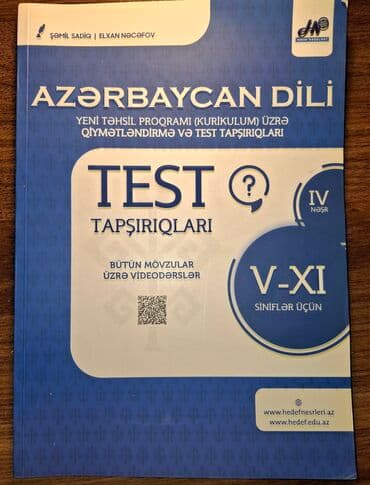 ŞƏMİL SADİQ | ELXAN NƏCƏFOV
AZƏRBAYCAN DİLİ
YENİ TƏHSİL PROQRAMI (KURİKULUM) ÜZRƏ
QİYMƏTLƏNDİRMƏ VƏ TEST TAPŞIRIQLARI
TEST
TAPŞIRIQLARI
?
IV
NƏŞR
BÜTÜN MÖVZULAR
ÜZRƏ VİDEODƏRSLƏR
V-XI
SİNİFLƏR ÜÇÜN
www.hedefnesrleri.az
www.hedef.edu.az